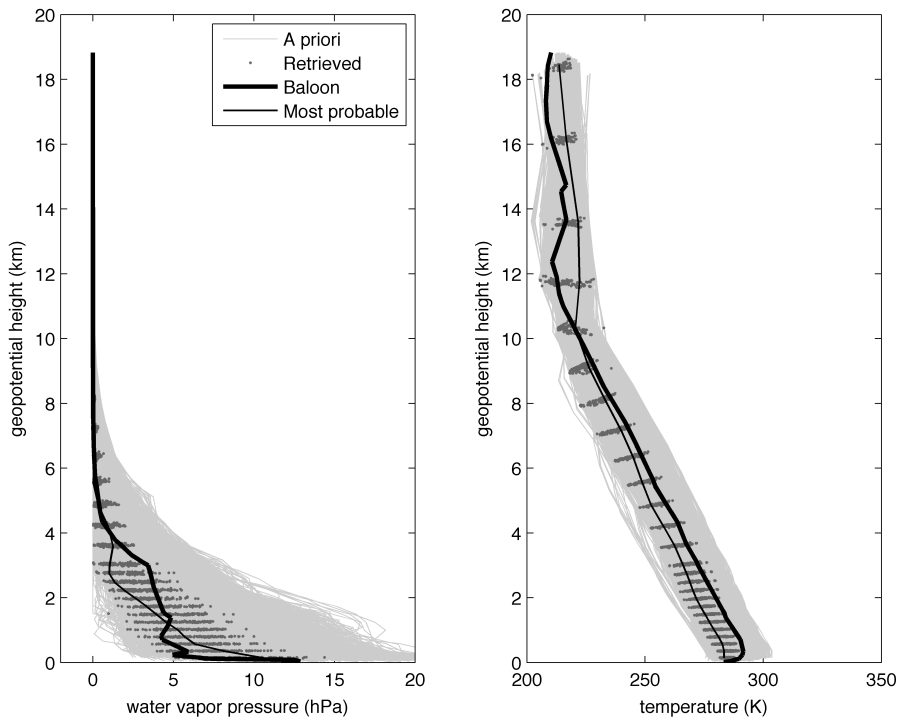 20
18
16
14
12
10
8
6
4
2
0
geopotential height (km)
A priori
Retrieved
Baloon
Most probable
0 5 10 15 20
water vapor pressure (hPa)
20
18
16
14
12
10
8
6
4
2
0
geopotential height (km)
200 250 300 350
temperature (K)